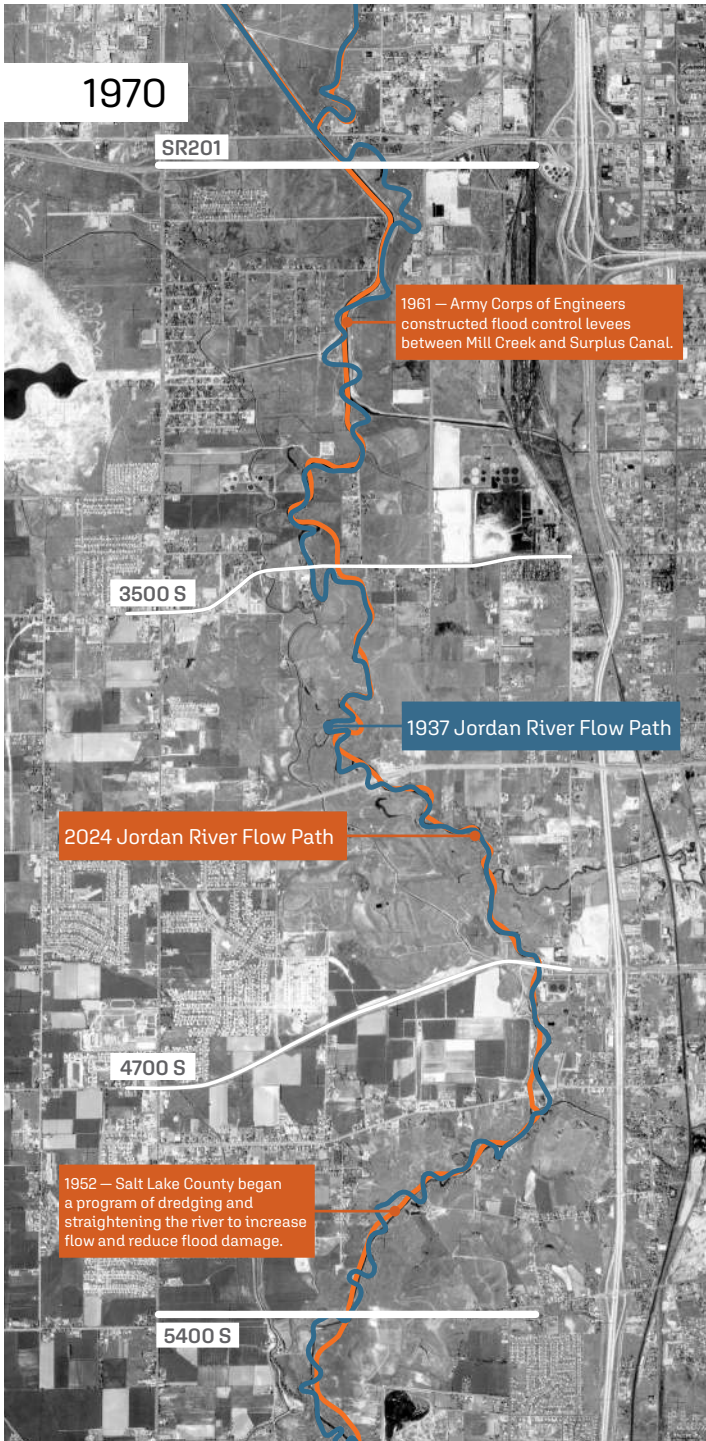 1970
SR201
1961 — Army Corps of Engineers
constructed flood control levees
between Mill Creek and Surplus Canal.
3500 S
1937 Jordan River Flow Path
2024 Jordan River Flow Path
4700 S
1952 — Salt Lake County began
a program of dredging and
straightening the river to increase
flow and reduce flood damage.
5400 S